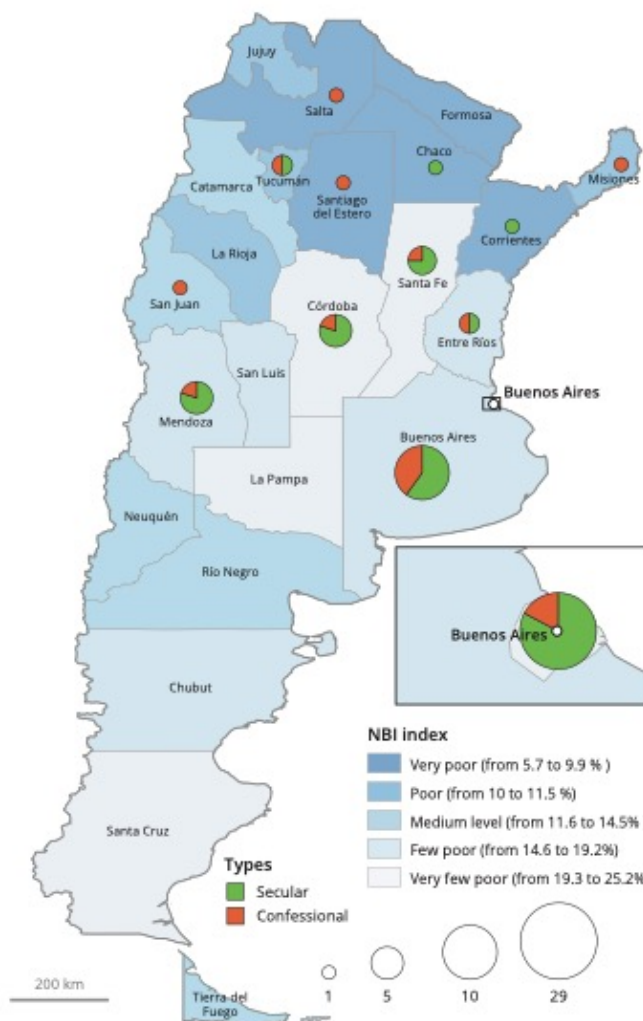 Jujuy
Salta
Formosa
Chaco
Misiones
Catamarca
Tucumán
Santiago
del Estero
Corrientes
La Rioja
Santa Fe
San Juan
Córdoba
Entre Ríos
San Luis
Buenos Aires
Mendoza
Buenos Aires
La Pampa
Neuquén
Río Negro
Buenos Aires
Chubut
NBI index
Very poor (from 5.7 to 9.9 % )
Poor (from 10 to 11.5 %)
Medium level (from 11.6 to 14.5%
Few poor (from 14.6 to 19.2%)
Very few poor (from 19.3 to 25.2%
Santa Cruz
Types
Secular
Confessional
200 km
1 5 10 29
Tierra del
Fuego